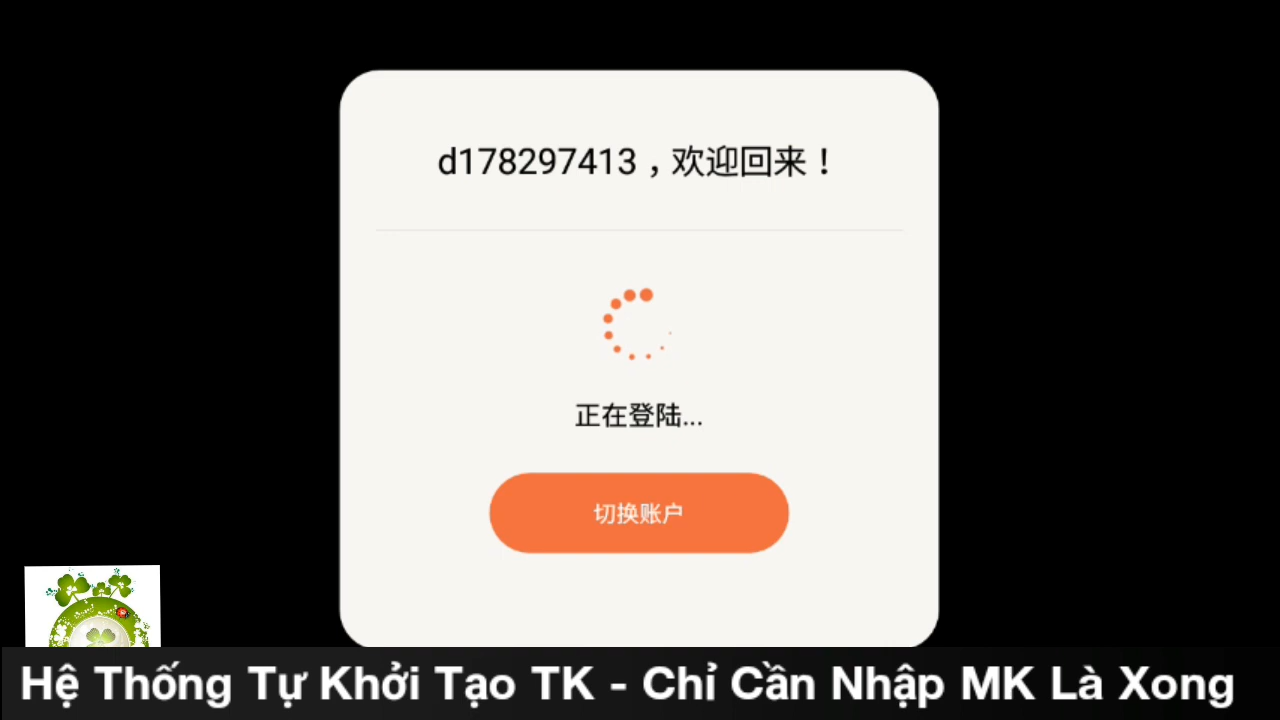 d178297413，欢迎回来！
正在登陆...
切换账户
Hệ Thống Tự Khởi Tạo TK - Chỉ Cần Nhập MK Là Xong